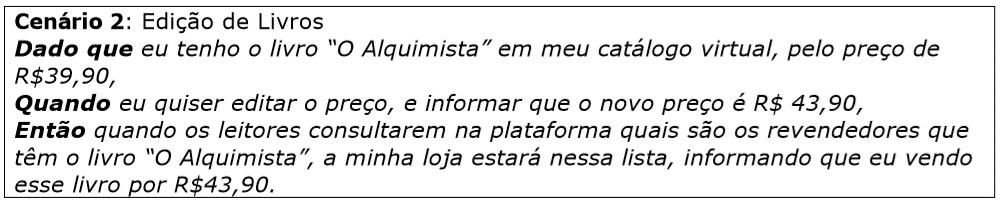 Cenário 2: Edição de Livros
Dado que eu tenho o livro “O Alquimista” em meu catálogo virtual, pelo preço de
R$39,90,
Quando eu quiser editar o preço, e informar que o novo preço é R$ 43,90,
Então quando os leitores consultarem na plataforma quais são os revendedores que
têm o livro “O Alquimista”, a minha loja estará nessa lista, informando que eu vendo
esse livro por R$43,90.